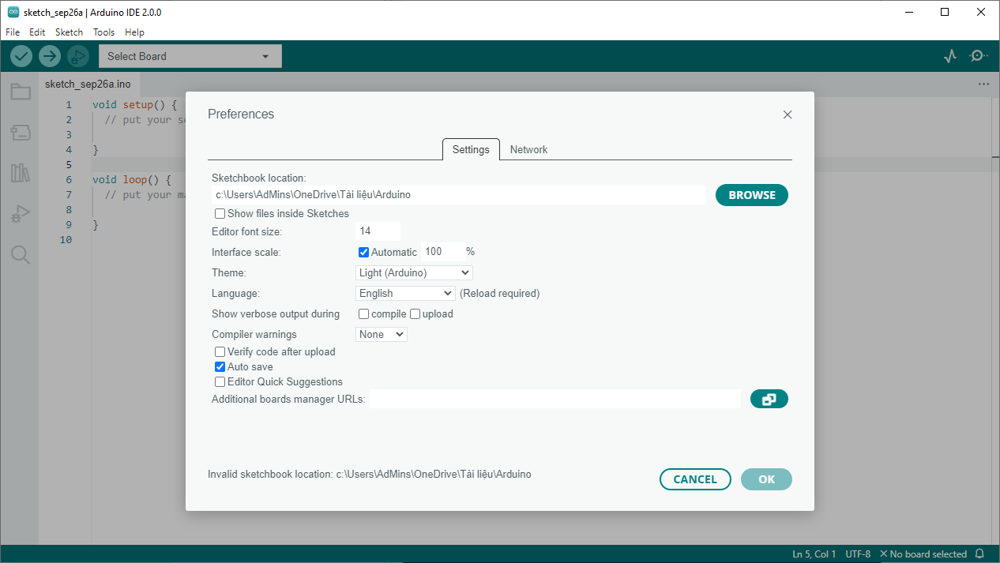 sketch_sep26a | Arduino IDE 2.0.0
File Edit Sketch Tools Help
Select Board
sketch_sep26a.ino
Preferences
Settings Network
Sketchbook location:
c:\Users\AdMins\OneDrive\Tài liệu\Arduino
BROWSE
Show files inside Sketches
Editor font size: 14
Interface scale: Automatic 100 %
Theme: Light (Arduino)
Language: English (Reload required)
Show verbose output during compile upload
Compiler warnings None
Verify code after upload
Auto save
Editor Quick Suggestions
Additional boards manager URLs:
Invalid sketchbook location: c:\Users\AdMins\OneDrive\Tài liệu\Arduino
CANCEL OK
1 void setup() {
2 // put your
3
4 }
5
6 void loop() {
7 // put your
8
9 }
10
Ln 5, Col 1 UTF-8 No board selected